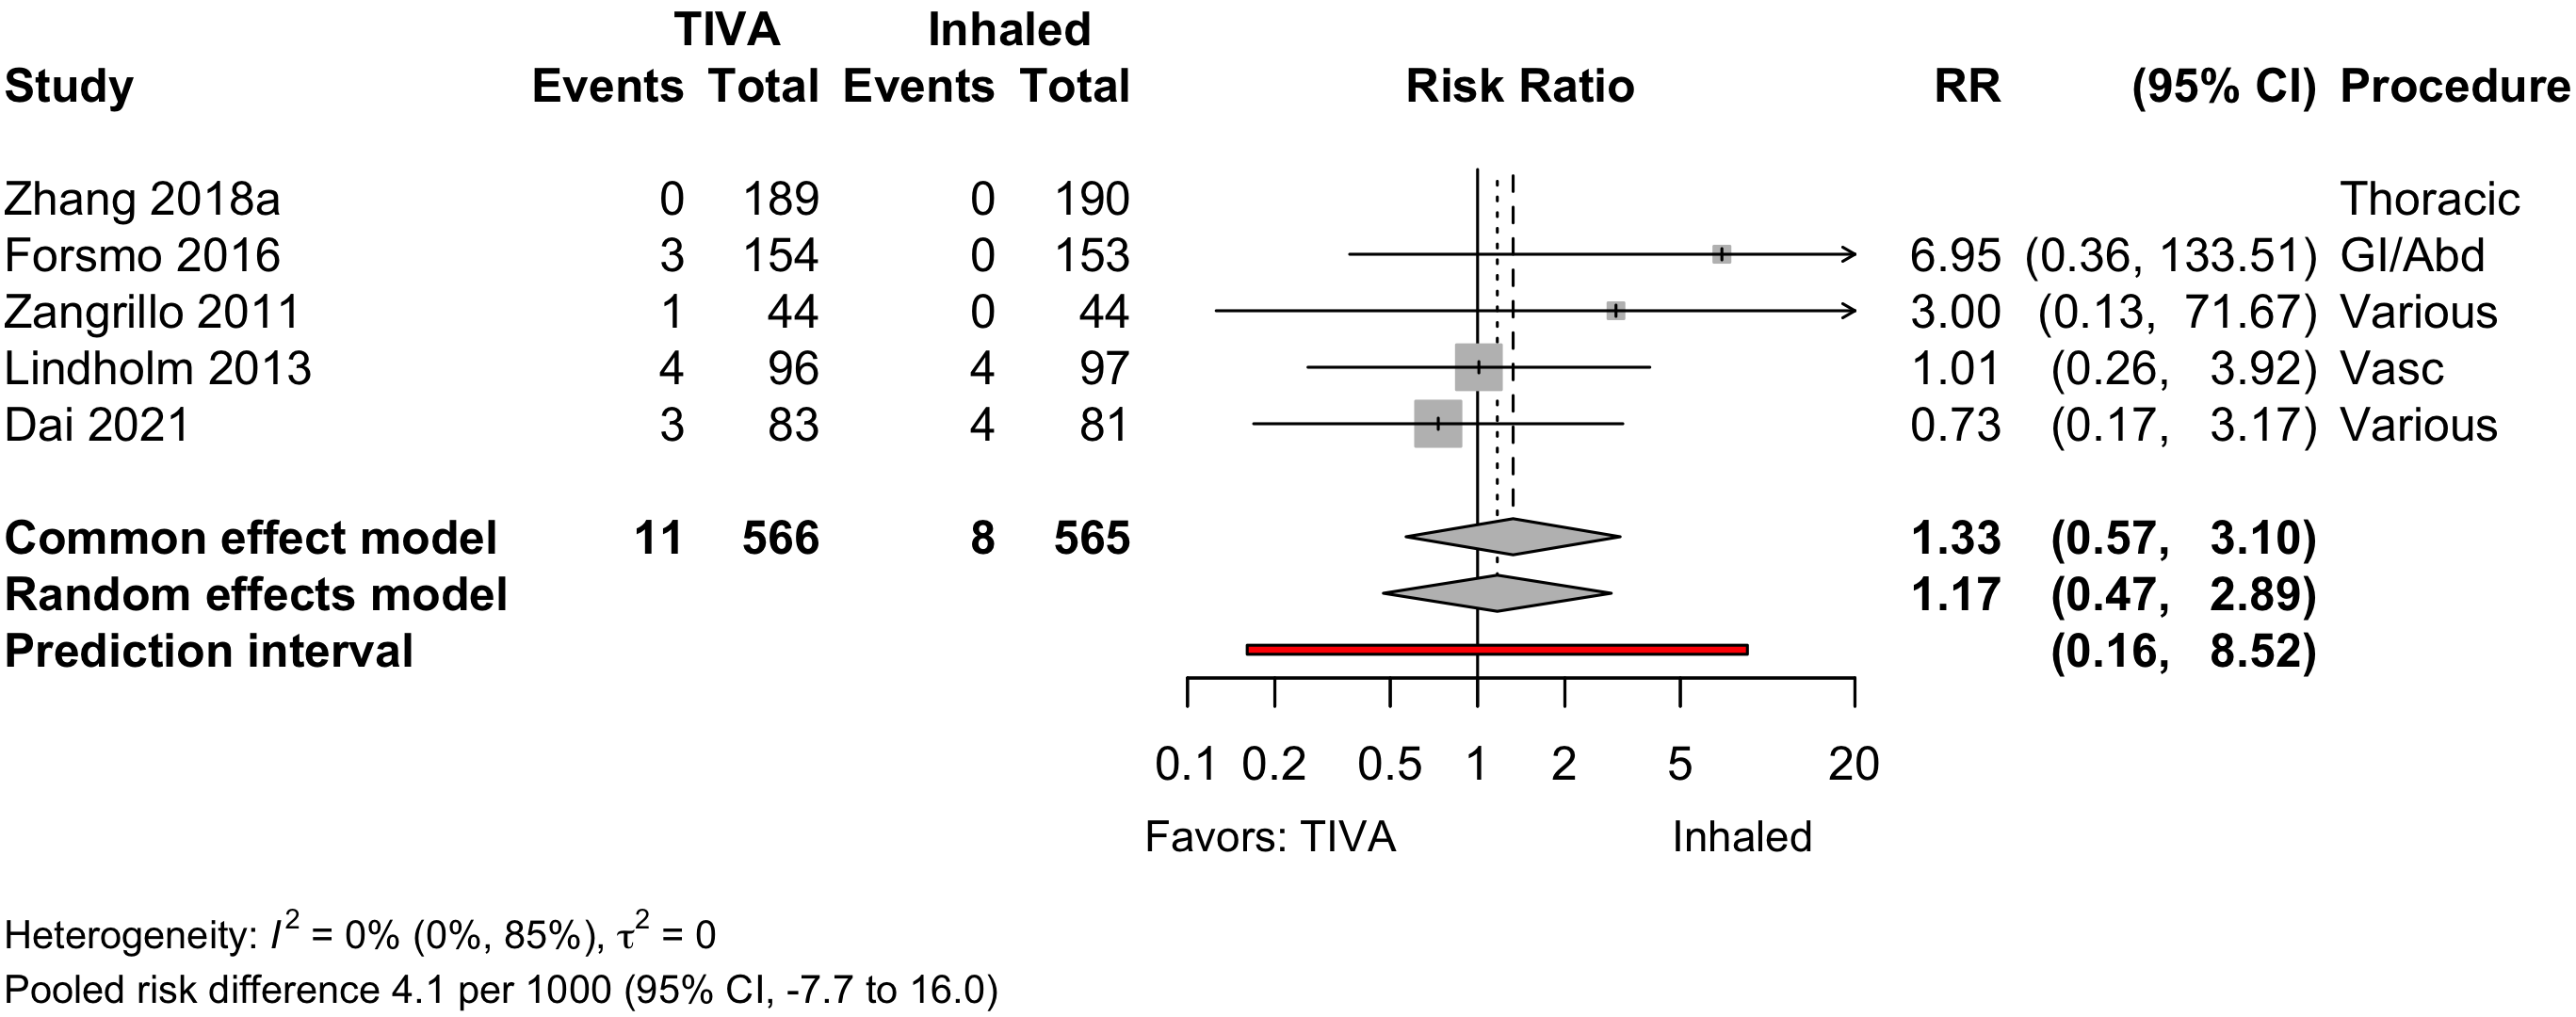 TIVA Inhaled
Study Events Total Events Total Risk Ratio RR (95% CI) Procedure
Zhang 2018a 0 189 0 190 Thoracic
Forsmo 2016 3 154 0 153 6.95 (0.36, 133.51) GI/Abd
Zangrillo 2011 1 44 0 44 3.00 (0.13, 71.67) Various
Lindholm 2013 4 96 4 97 1.01 (0.26, 3.92) Vasc
Dai 2021 3 83 4 81 0.73 (0.17, 3.17) Various
Common effect model 11 566 8 565 1.33 (0.57, 3.10)
Random effects model 1.17 (0.47, 2.89)
Prediction interval (0.16, 8.52)
0.1 0.2 0.5 1 2 5 20
Favors: TIVA Inhaled
Heterogeneity: I² = 0% (0%, 85%), τ² = 0
Pooled risk difference 4.1 per 1000 (95% CI, -7.7 to 16.0)